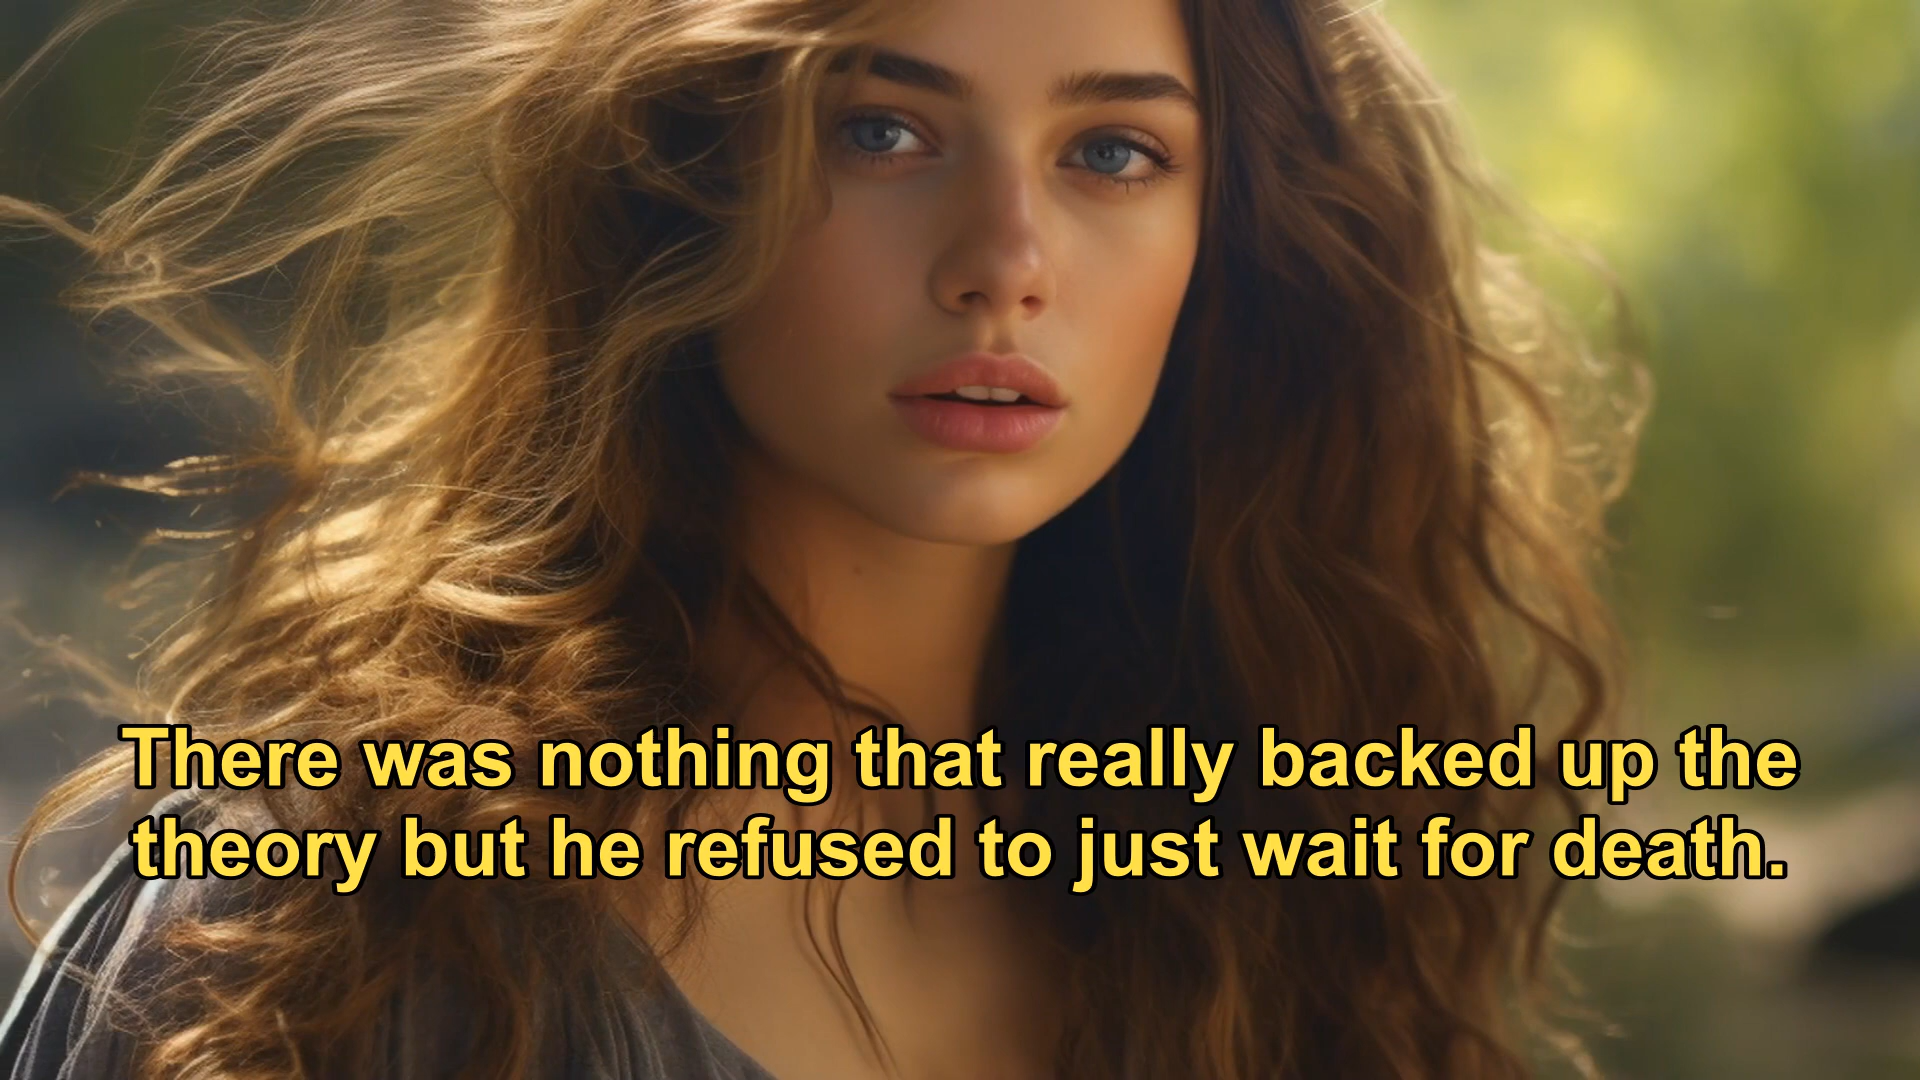 There was nothing that really backed up the
theory but he refused to just wait for death.